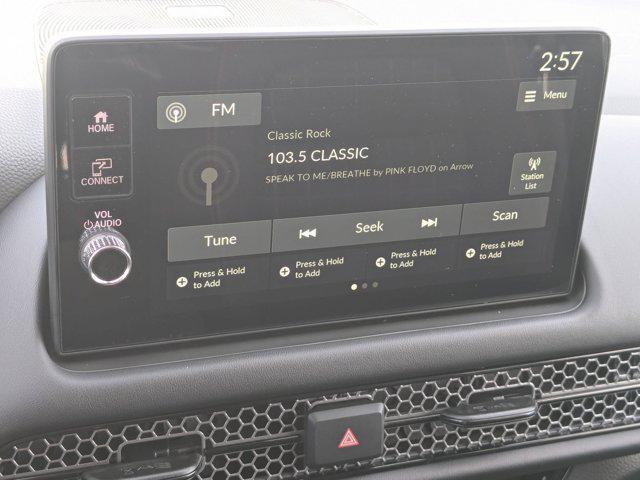 2:57
FM
Menu
HOME
Classic Rock
103.5 CLASSIC
SPEAK TO ME/BREATHE by PINK FLOYD on Arrow
CONNECT
Station
List
VOL
AUDIO
Tune
Seek
Scan
Press & Hold
to Add
Press & Hold
to Add
Press & Hold
to Add
Press & Hold
to Add